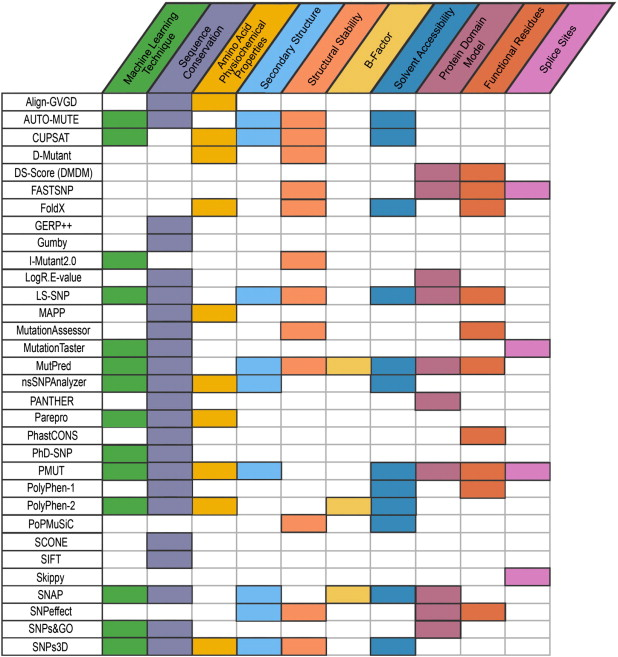 Machine Learning
Technique
Sequence
Conservation
Amino Acid
Physiochemical
Properties
Secondary Structure
Structural Stability
B-Factor
Solvent Accessibility
Protein Domain
Model
Functional Residues
Splice Sites
Align-GVGD
AUTO-MUTE
CUPSAT
D-Mutant
DS-Score (DMDM)
FASTSNP
FoldX
GERP++
Gumby
I-Mutant2.0
LogR.E-value
LS-SNP
MAPP
MutationAssessor
MutationTaster
MutPred
nsSNPAnalyzer
PANTHER
Parepro
PhastCONS
PhD-SNP
PMUT
PolyPhen-1
PolyPhen-2
PoPMuSiC
SCONE
SIFT
Skippy
SNAP
SNPeffect
SNPs&GO
SNPs3D